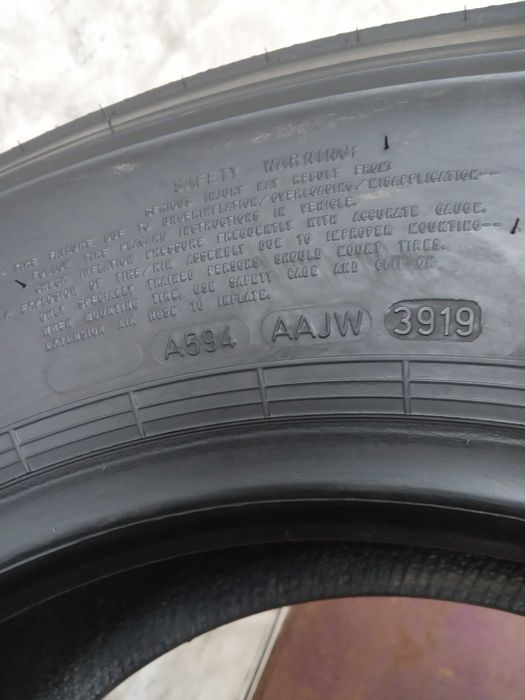 SAFETY WARNING:
SERIOUS INJURY MAY RESULT FROM:
TIRE FAILURE DUE TO UNDERINFLATION/OVERLOADING/MISAPPLICATION--
FOLLOW TIRE PLACARD INSTRUCTIONS IN VEHICLE.
CHECK INFLATION PRESSURE FREQUENTLY WITH ACCURATE GAUGE.
EXPLOSION OF TIRE/RIM ASSEMBLY DUE TO IMPROPER MOUNTING--
ONLY SPECIALLY TRAINED PERSONS SHOULD MOUNT TIRES.
WHEN MOUNTING TIRE, USE SAFETY CAGE AND CLIP ON
EXTENSION AIR HOSE TO INFLATE.
A594 AAJW 3919